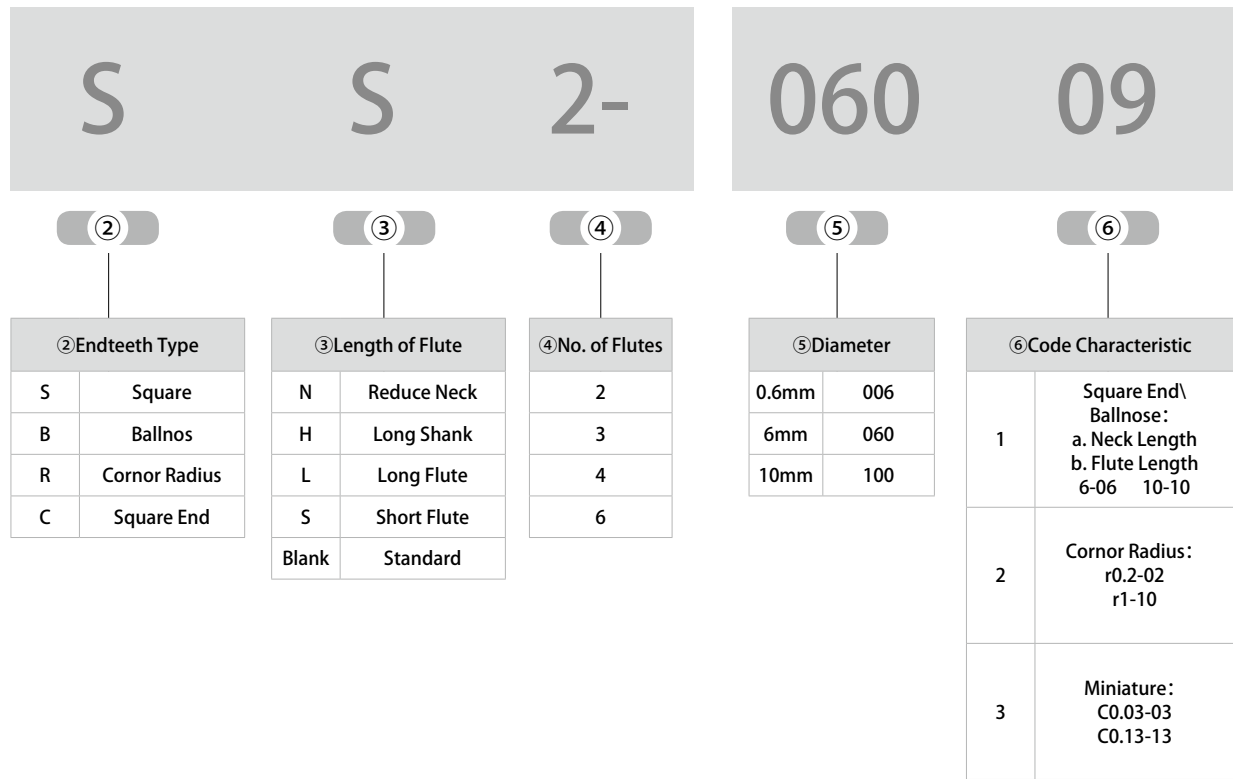 S S 2- 060 09
② ③ ④ ⑤ ⑥
②Endteeth Type
S Square
B Ballnos
R Cornor Radius
C Square End
③Length of Flute
N Reduce Neck
H Long Shank
L Long Flute
S Short Flute
Blank Standard
④No. of Flutes
2
3
4
6
⑤Diameter
0.6mm 006
6mm 060
10mm 100
⑥Code Characteristic
1
Square End\
Ballnose：
a. Neck Length
b. Flute Length
6-06 10-10
2
Cornor Radius：
r0.2-02
r1-10
3
Miniature：
C0.03-03
C0.13-13